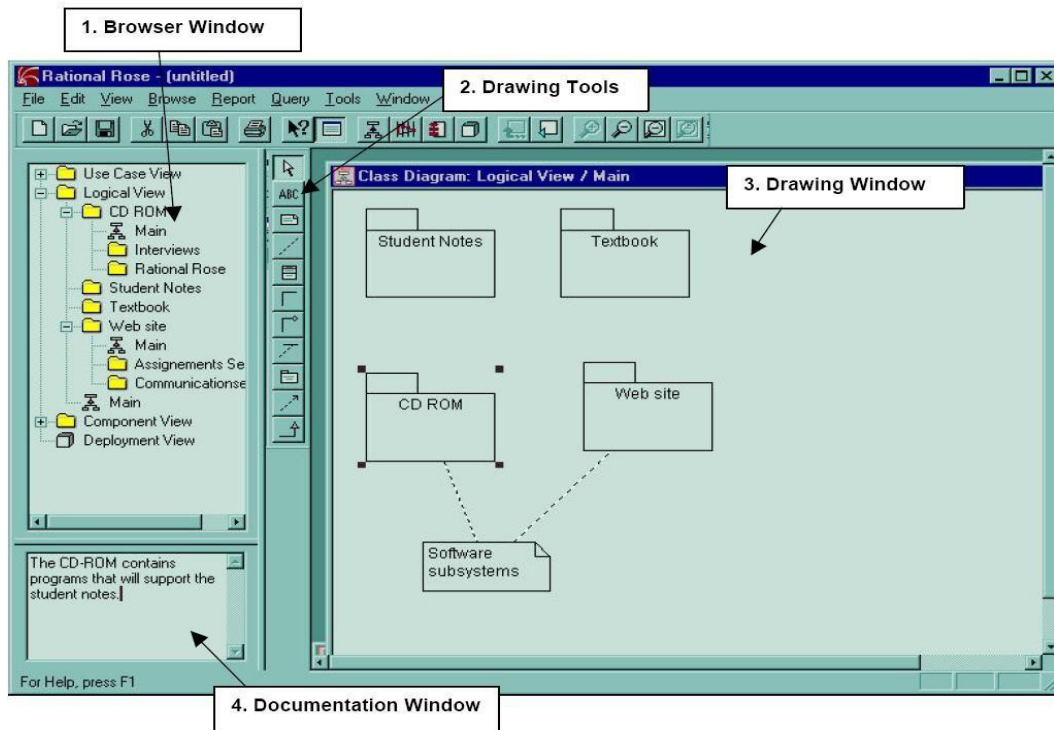 1. Browser Window
Rational Rose - (untitled)
File Edit View Browse Report Query Tools Window
2. Drawing Tools
Use Case View
Logical View
CD ROM
Main
Interviews
Rational Rose
Student Notes
Textbook
Web site
Main
Assignements Se
Communicationse
Main
Component View
Deployment View
ABC
Class Diagram: Logical View / Main
3. Drawing Window
Student Notes
Textbook
CD ROM
Web site
Software
subsystems
The CD-ROM contains
programs that will support the
student notes.
For Help, press F1
4. Documentation Window